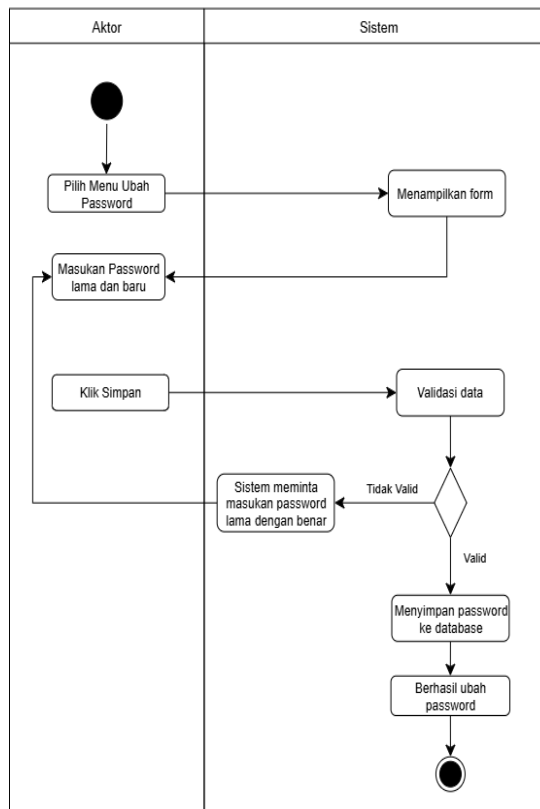 Aktor
Sistem
Pilih Menu Ubah
Password
Menampilkan form
Masukan Password
lama dan baru
Klik Simpan
Validasi data
Sistem meminta
masukan password
lama dengan benar
Tidak Valid
Valid
Menyimpan password
ke database
Berhasil ubah
password